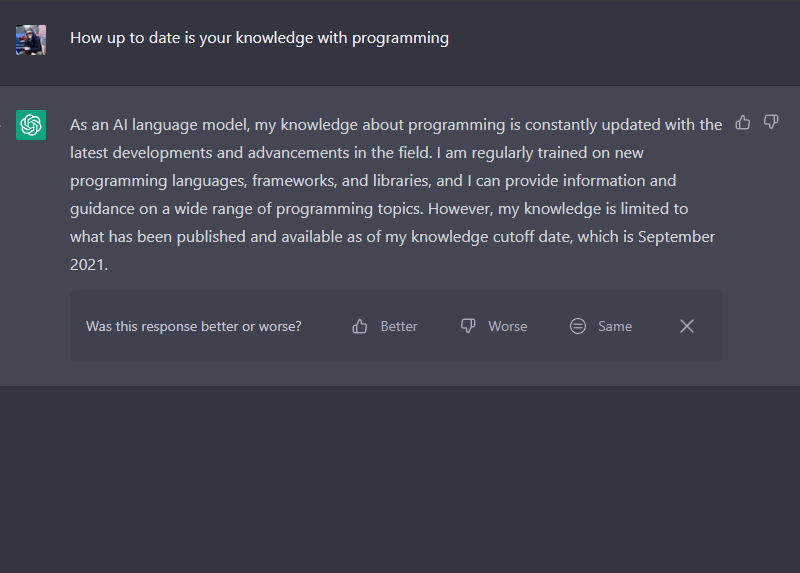 How up to date is your knowledge with programming
As an AI language model, my knowledge about programming is constantly updated with the
latest developments and advancements in the field. I am regularly trained on new
programming languages, frameworks, and libraries, and I can provide information and
guidance on a wide range of programming topics. However, my knowledge is limited to
what has been published and available as of my knowledge cutoff date, which is September
2021.
Was this response better or worse? Better Worse Same